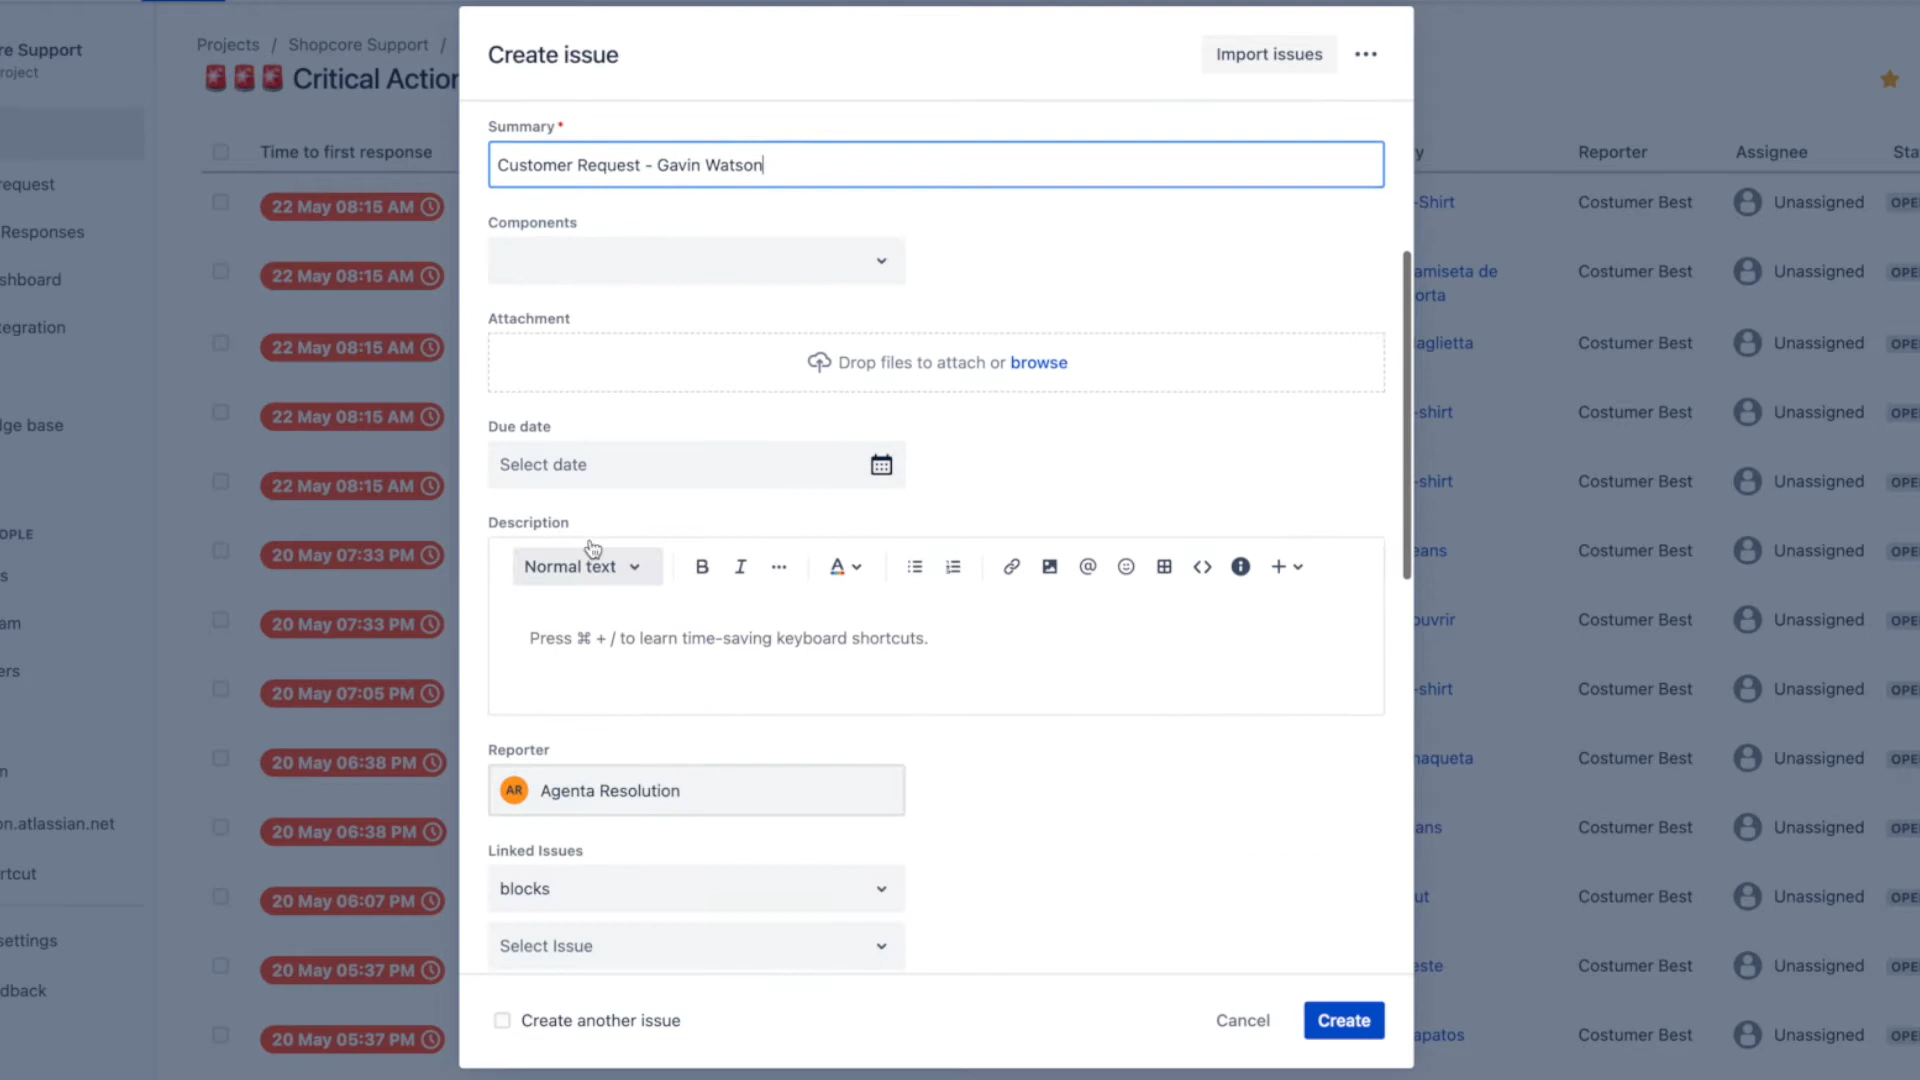 re Support
roject
request
Responses
shboard
tegration
lge base
OPLE
s
am
ers
n
on.atlassian.net
rtcut
settings
dback
Projects / Shopcore Support /
Critical Action
Time to first response
22 May 08:15 AM
22 May 08:15 AM
22 May 08:15 AM
22 May 08:15 AM
22 May 08:15 AM
20 May 07:33 PM
20 May 07:33 PM
20 May 07:05 PM
20 May 06:38 PM
20 May 06:38 PM
20 May 06:07 PM
20 May 05:37 PM
20 May 05:37 PM
Create issue
Import issues
Summary *
Customer Request - Gavin Watson
Components
Attachment
Drop files to attach or browse
Due date
Select date
Description
Normal text
B I A @
Press ⌘ + / to learn time-saving keyboard shortcuts.
Reporter
AR Agenta Resolution
Linked Issues
blocks
Select Issue
Create another issue
Cancel
Create
y Reporter Assignee Sta
-Shirt Costumer Best Unassigned OPE
amiseta de
orta Costumer Best Unassigned OPE
aglietta Costumer Best Unassigned OPE
-shirt Costumer Best Unassigned OPE
-shirt Costumer Best Unassigned OPE
eans Costumer Best Unassigned OPE
ouvrir Costumer Best Unassigned OPE
-shirt Costumer Best Unassigned OPE
naqueta Costumer Best Unassigned OPE
ans Costumer Best Unassigned OPE
ut Costumer Best Unassigned OPE
este Costumer Best Unassigned OPE
apatos Costumer Best Unassigned OPE